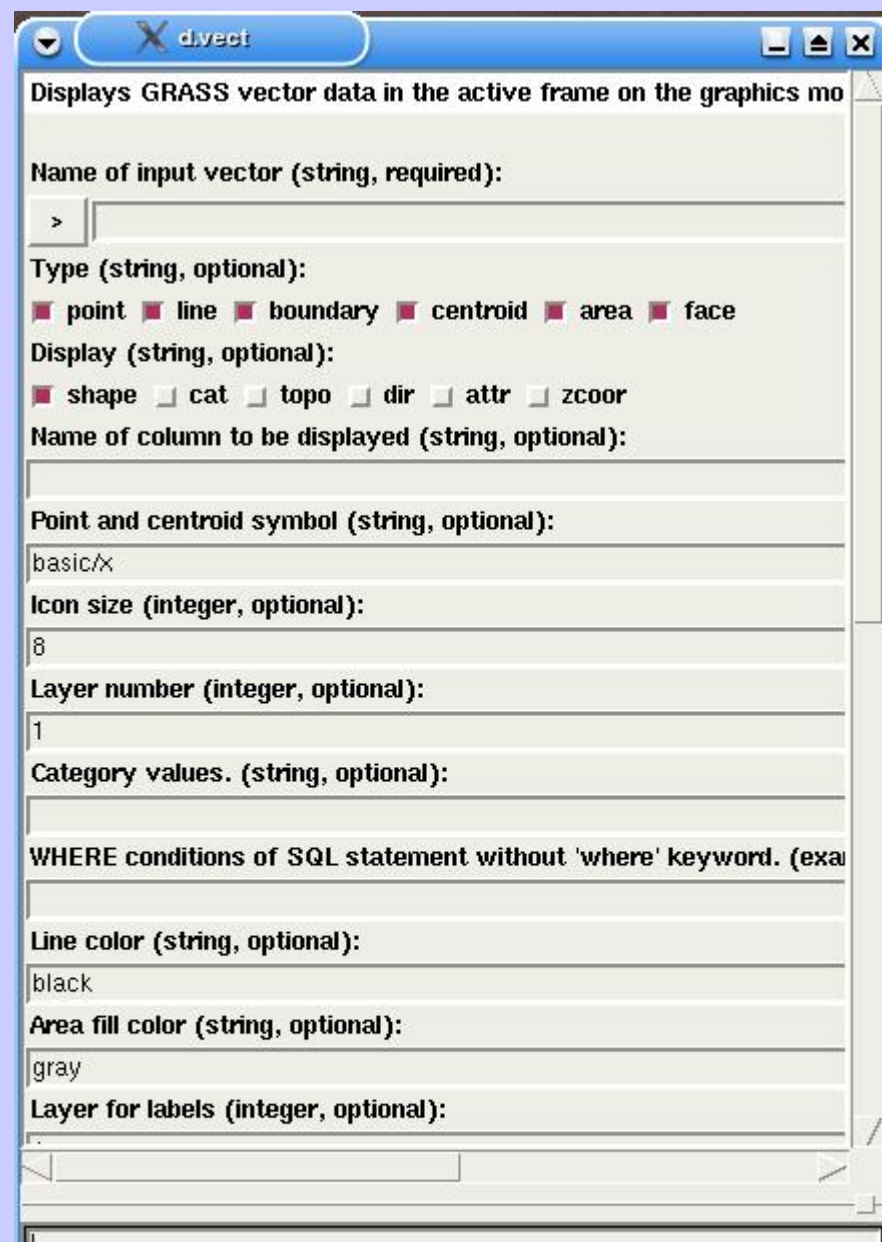 d.vect
Displays GRASS vector data in the active frame on the graphics mo
Name of input vector (string, required):
>
Type (string, optional):
point line boundary centroid area face
Display (string, optional):
shape cat topo dir attr zcoor
Name of column to be displayed (string, optional):
Point and centroid symbol (string, optional):
basic/x
Icon size (integer, optional):
8
Layer number (integer, optional):
1
Category values. (string, optional):
WHERE conditions of SQL statement without 'where' keyword. (exa
Line color (string, optional):
black
Area fill color (string, optional):
gray
Layer for labels (integer, optional):